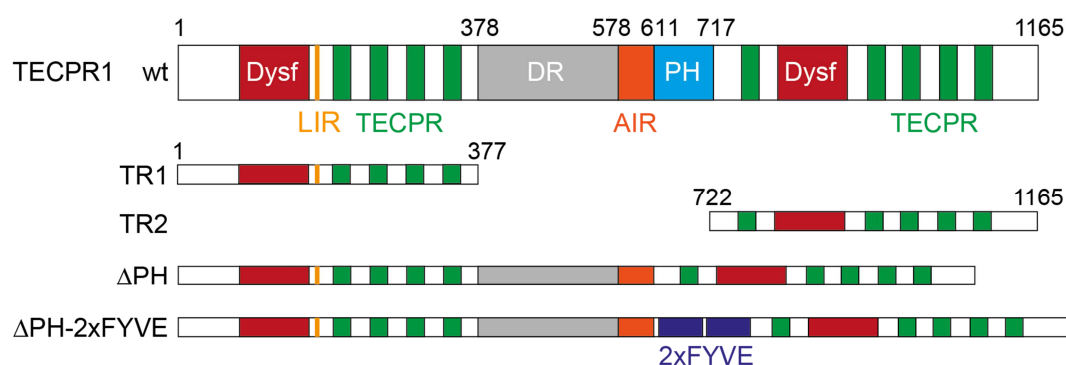 1 378 578 611 717 1165
TECPR1 wt Dysf DR PH Dysf
LIR TECPR AIR TECPR
1 377
TR1
722 1165
TR2
ΔPH
ΔPH-2xFYVE
2xFYVE